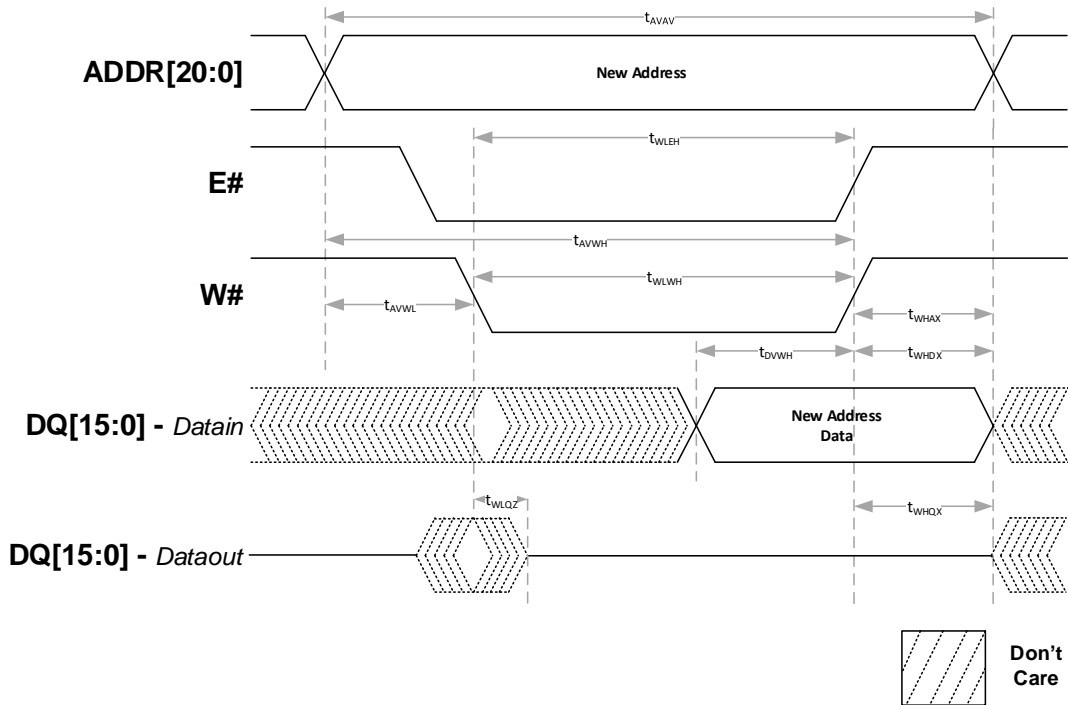 tAVAV
ADDR[20:0]
New Address
tWLEH
E#
tAVWH
W#
tWLWH
tAVWL
tWHAX
tDVWH
tWHDX
DQ[15:0] - Datain
New Address
Data
tWLQZ
tWHQX
DQ[15:0] - Dataout
Don't
Care